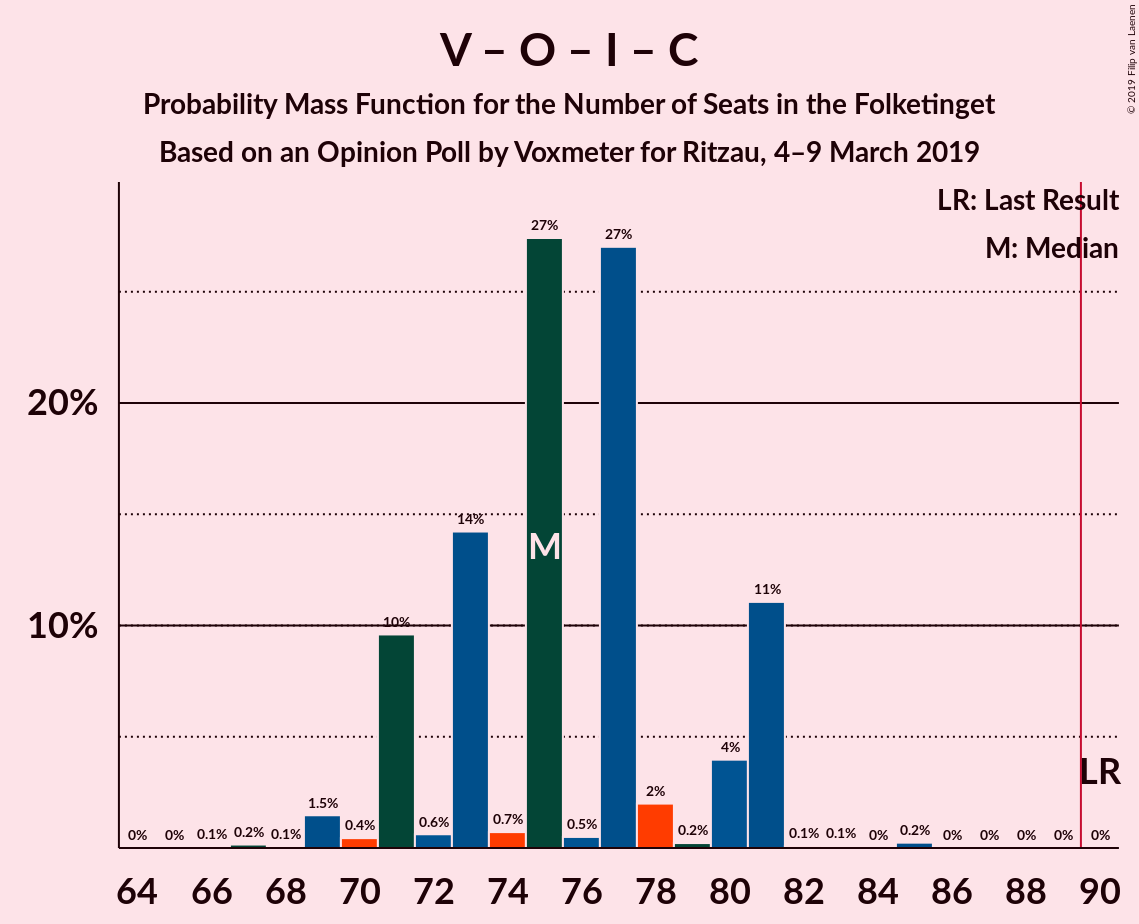 V – O – I – C
Probability Mass Function for the Number of Seats in the Folketinget
Based on an Opinion Poll by Voxmeter for Ritzau, 4–9 March 2019
© 2019 Filip van Laenen
LR: Last Result
M: Median
27%
27%
20%
14%
M
11%
10%
10%
4%
LR
2%
0% 0% 0.1% 0.2% 0.1% 1.5% 0.4% 0.6% 0.7% 0.5% 0.2% 0.1% 0.1% 0% 0.2% 0% 0% 0% 0% 0%
64 66 68 70 72 74 76 78 80 82 84 86 88 90